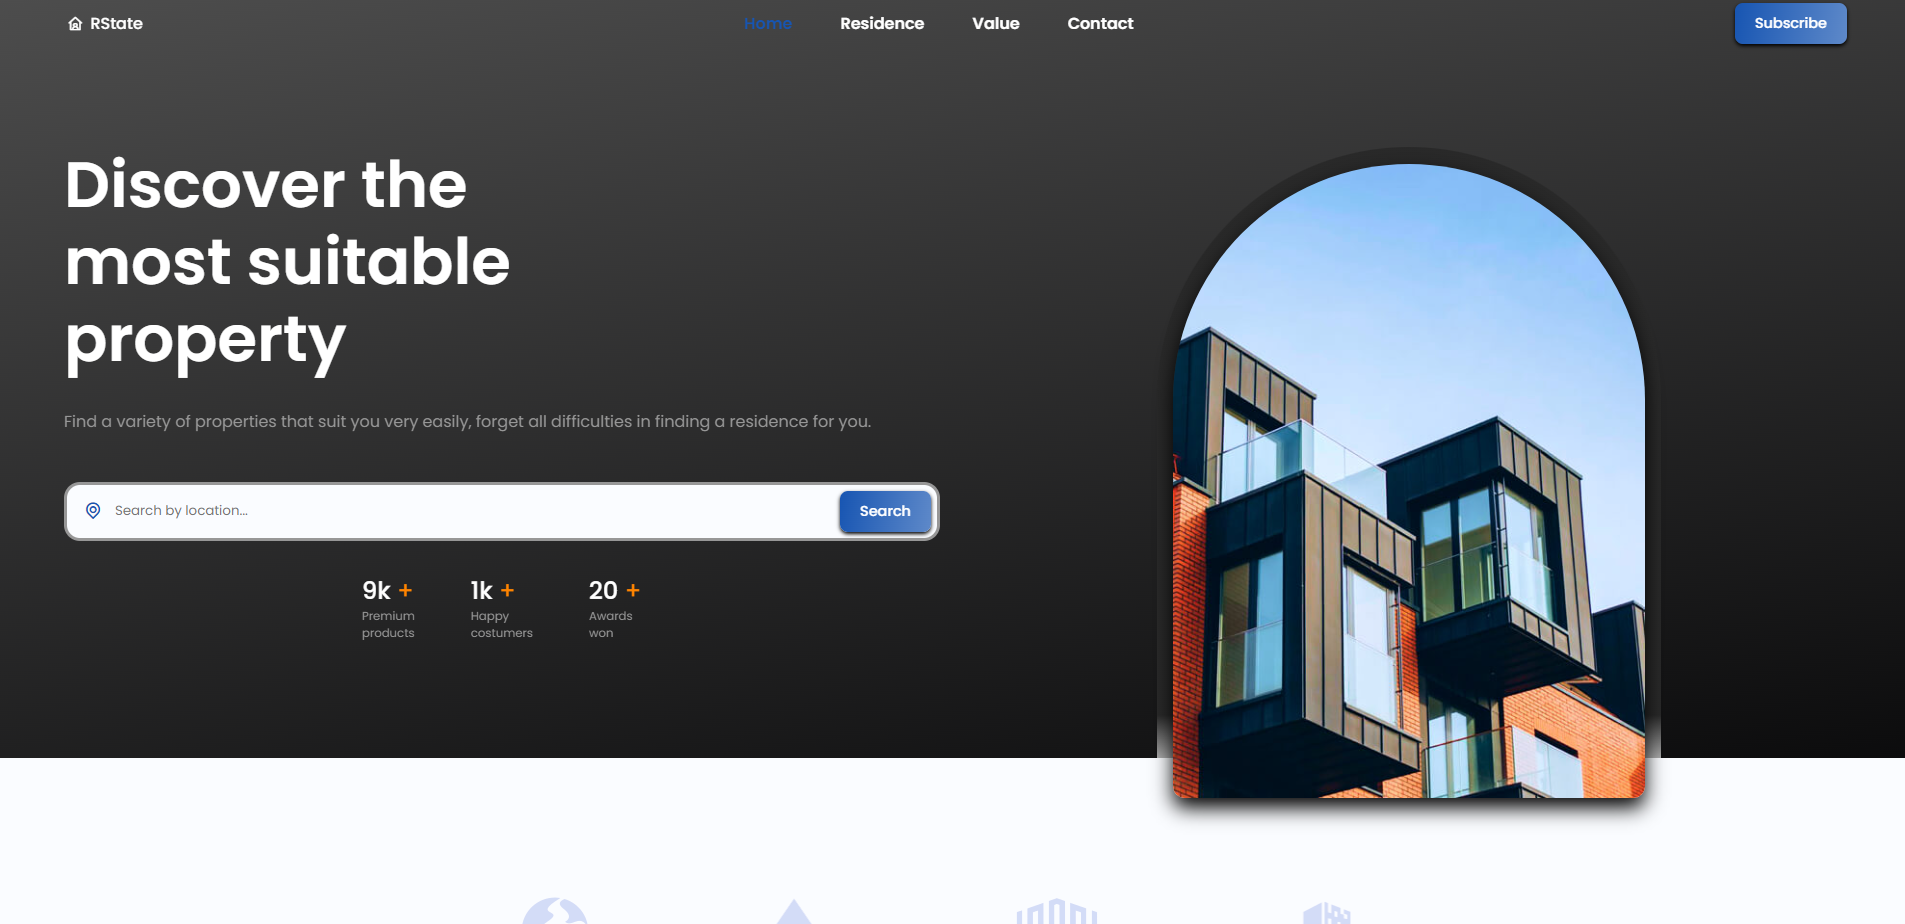 RState
Home
Residence
Value
Contact
Subscribe
Discover the
most suitable
property
Find a variety of properties that suit you very easily, forget all difficulties in finding a residence for you.
Search by location...
Search
9k +
Premium
products
1k +
Happy
costumers
20 +
Awards
won